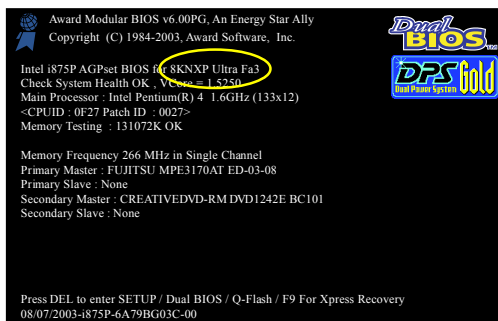 Award Modular BIOS v6.00PG, An Energy Star Ally
Copyright (C) 1984-2003, Award Software, Inc.
Dual BIOS TM
DPS Gold
Dual Power System
Intel i875P AGPset BIOS for 8KNXP Ultra Fa3
Check System Health OK , VCore = 1.5250
Main Processor : Intel Pentium(R) 4 1.6GHz (133x12)
<CPUID : 0F27 Patch ID : 0027>
Memory Testing : 131072K OK
Memory Frequency 266 MHz in Single Channel
Primary Master : FUJITSU MPE3170AT ED-03-08
Primary Slave : None
Secondary Master : CREATIVEDVD-RM DVD1242E BC101
Secondary Slave : None
Press DEL to enter SETUP / Dual BIOS / Q-Flash / F9 For Xpress Recovery
08/07/2003-i875P-6A79BG03C-00